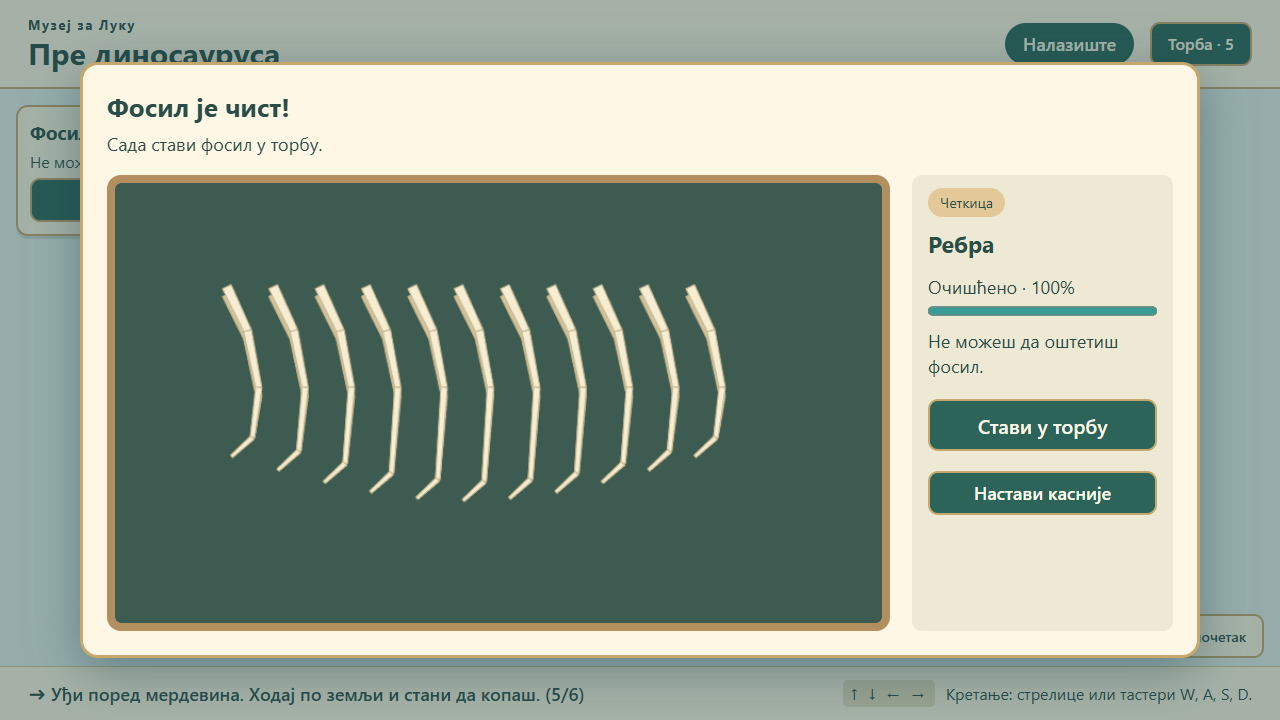 Музеј за Луку
Пре диносауруса
Налазиште
Торба · 5
Фосил је чист!
Сада стави фосил у торбу.
Четкица
Ребра
Очишћено · 100%
Не можеш да оштетиш
фосил.
Стави у торбу
Настави касније
→ Уђи поред мердевина. Ходај по земљи и стани да копаш. (5/6)
↑ ↓ ← →
Кретање: стрелице или тастери W, A, S, D.